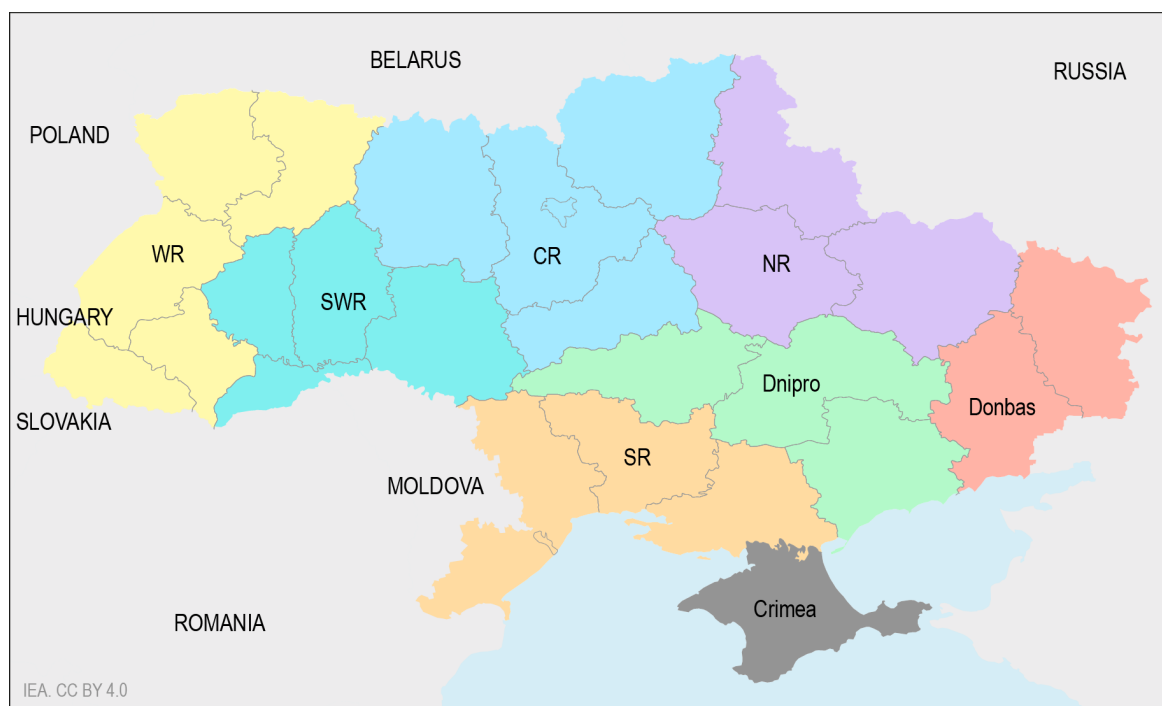 BELARUS
RUSSIA
POLAND
WR
CR
NR
SWR
HUNGARY
Dnipro
Donbas
SLOVAKIA
SR
MOLDOVA
Crimea
ROMANIA
IEA. CC BY 4.0